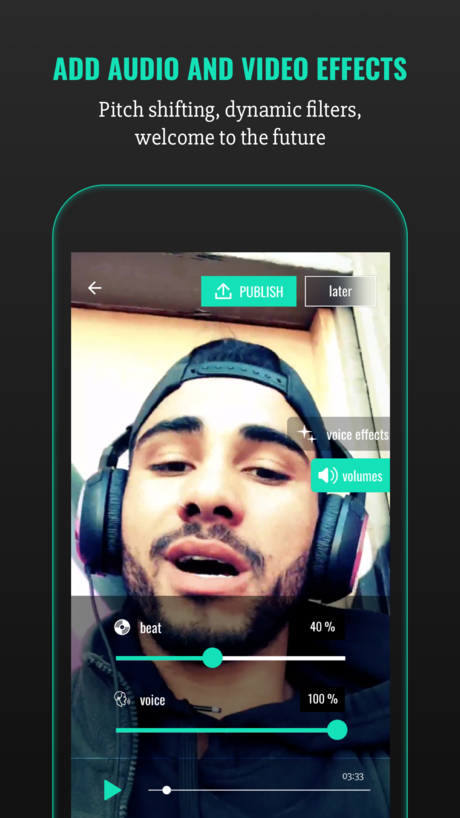 ADD AUDIO AND VIDEO EFFECTS
Pitch shifting, dynamic filters,
welcome to the future
PUBLISH
later
voice effects
volumes
beat
40 %
voice
100 %
03:33